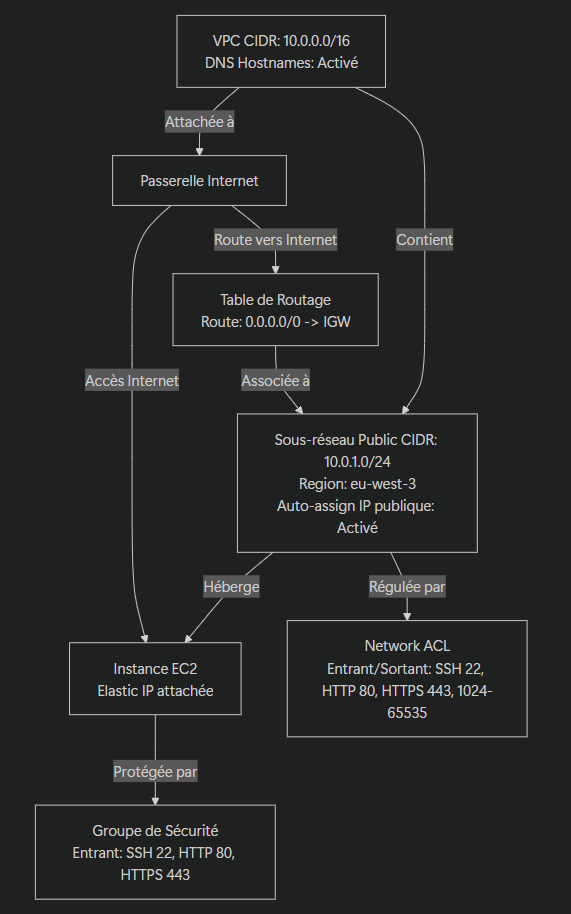 VPC CIDR: 10.0.0.0/16
DNS Hostnames: Activé
Attachée à
Passerelle Internet
Route vers Internet
Contient
Table de Routage
Route: 0.0.0.0/0 -> IGW
Accès Internet
Associée à
Sous-réseau Public CIDR:
10.0.1.0/24
Region: eu-west-3
Auto-assign IP publique:
Activé
Héberge
Régulée par
Instance EC2
Elastic IP attachée
Network ACL
Entrant/Sortant: SSH 22,
HTTP 80, HTTPS 443, 1024-
65535
Protégée par
Groupe de Sécurité
Entrant: SSH 22, HTTP 80,
HTTPS 443